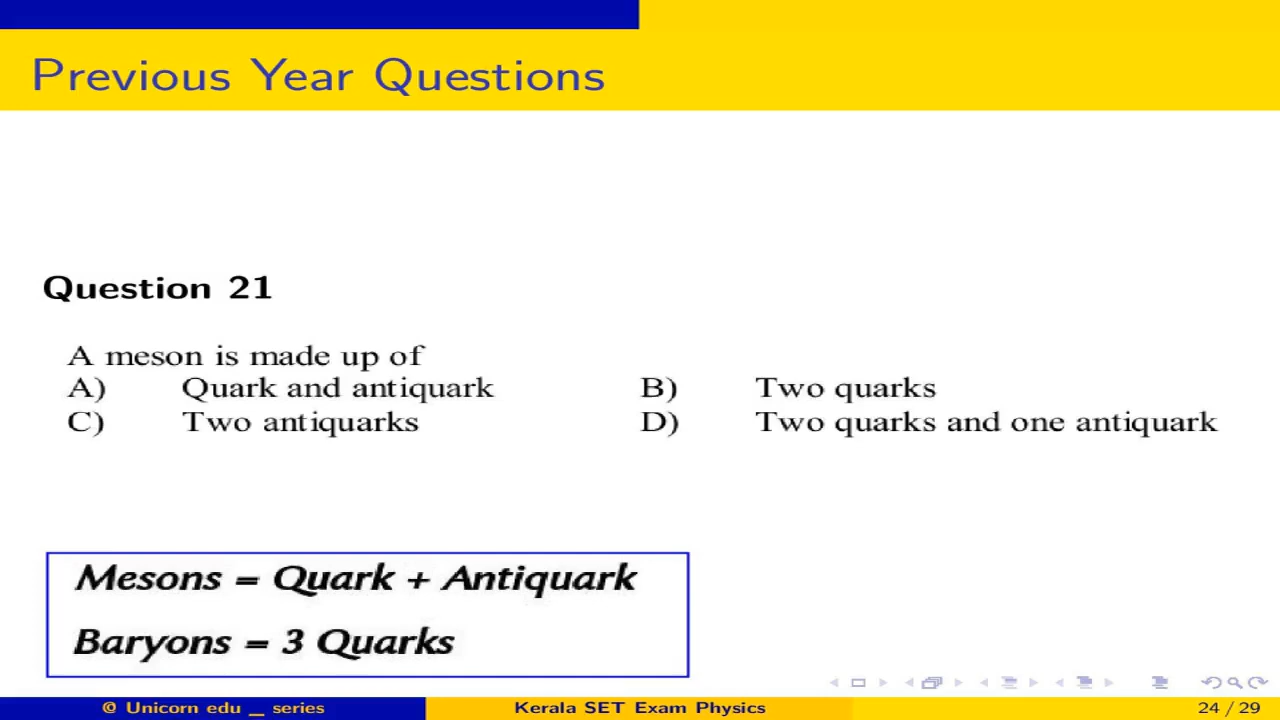 Previous Year Questions
Question 21
A meson is made up of
A) Quark and antiquark B) Two quarks
C) Two antiquarks D) Two quarks and one antiquark
Mesons = Quark + Antiquark
Baryons = 3 Quarks
@ Unicorn edu _ series Kerala SET Exam Physics 24 / 29